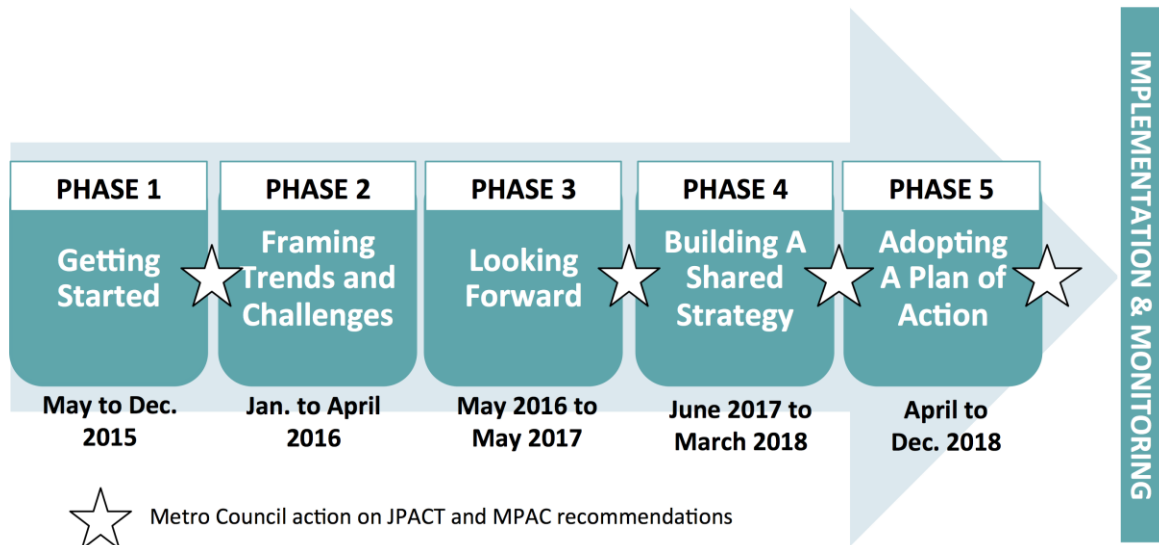 PHASE 1
Getting
Started
May to Dec.
2015
PHASE 2
Framing
Trends and
Challenges
Jan. to April
2016
PHASE 3
Looking
Forward
May 2016 to
May 2017
PHASE 4
Building A
Shared
Strategy
June 2017 to
March 2018
PHASE 5
Adopting
A Plan of
Action
April to
Dec. 2018
IMPLEMENTATION & MONITORING
Metro Council action on JPACT and MPAC recommendations